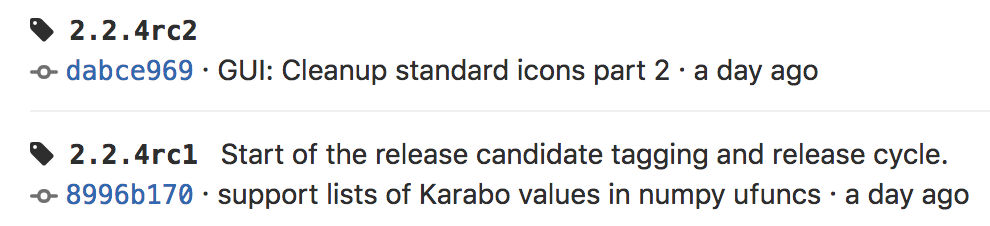 2.2.4rc2
dabce969 · GUI: Cleanup standard icons part 2 · a day ago
2.2.4rc1 Start of the release candidate tagging and release cycle.
8996b170 · support lists of Karabo values in numpy ufuncs · a day ago